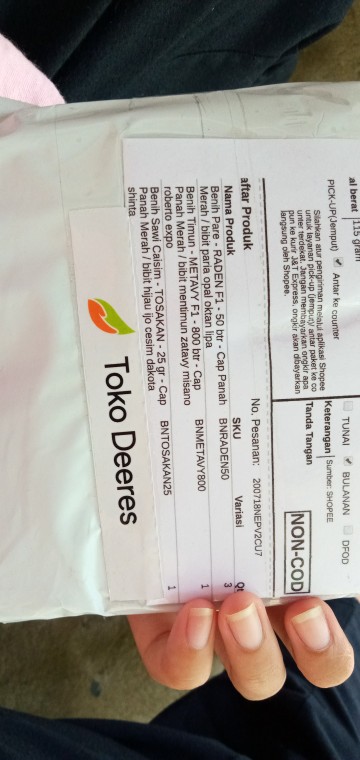 al berat 115 gram
PICK-UP(Jemput) ✔ Antar ke counter
Silahkan atur pengiriman melalui aplikasi Shopee
untuk layanan pick-up (jemput)/ antar paket ke co
unter terdekat. Jangan membayarkan ongkir apa
pun ke kurir J&T Express, ongkir akan dibayarkan
langsung oleh Shopee.
TUNAI ✔ BULANAN DFOD
Keterangan Sumber: SHOPEE
Tanda Tangan
NON-COD
aftar Produk No. Pesanan: 200718NEPV2CU7
Nama Produk SKU Variasi Qt
Benih Pare - RADEN F1 - 50 btr - Cap Panah BNRADEN50 3
Merah / bibit paria opal Oktan lipa
Benih Timun - METAVY F1 - 800 btr - Cap BNMETAVY800 1
Panah Merah / bibit mentimun zatavy misano
roberto expo
Benih Sawi Caisim - TOSAKAN - 25 gr - Cap BNTOSAKAN25 1
Panah Merah / bibit hijau ijo cesim dakota
shinta
Toko Deeres